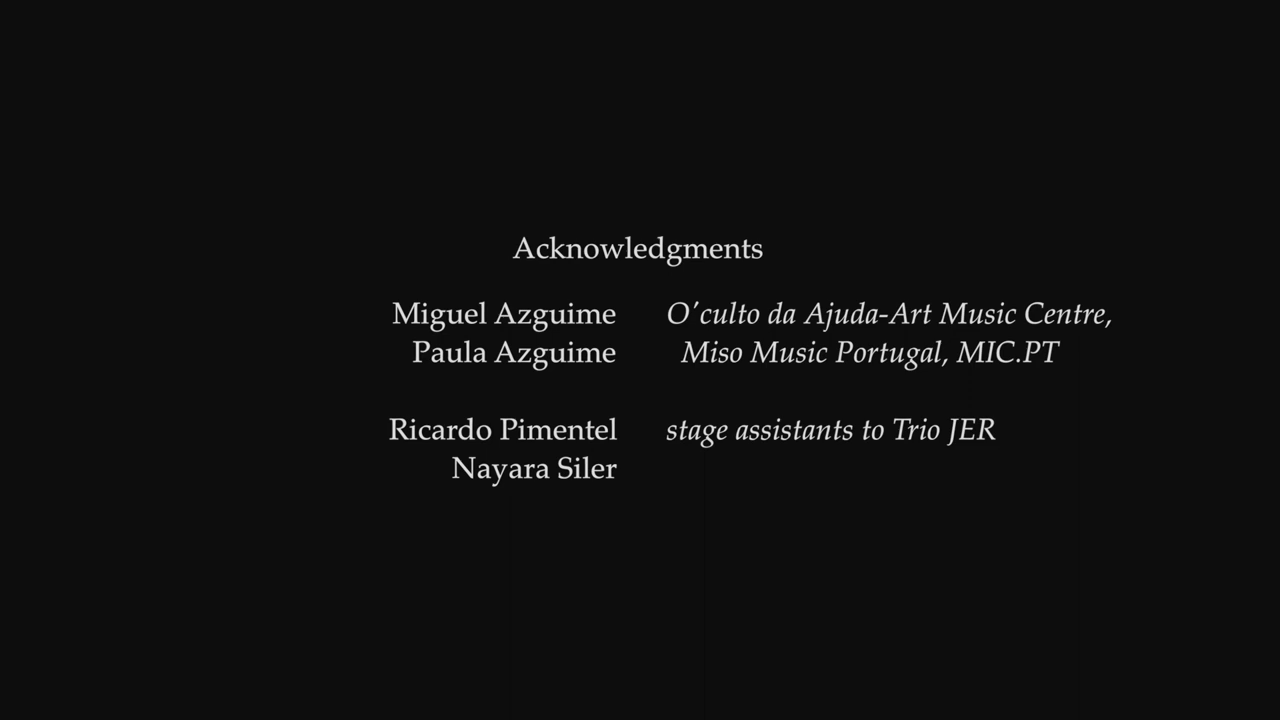 Acknowledgments
Miguel Azguime O'culto da Ajuda-Art Music Centre,
Paula Azguime Miso Music Portugal, MIC.PT
Ricardo Pimentel stage assistants to Trio JER
Nayara Siler